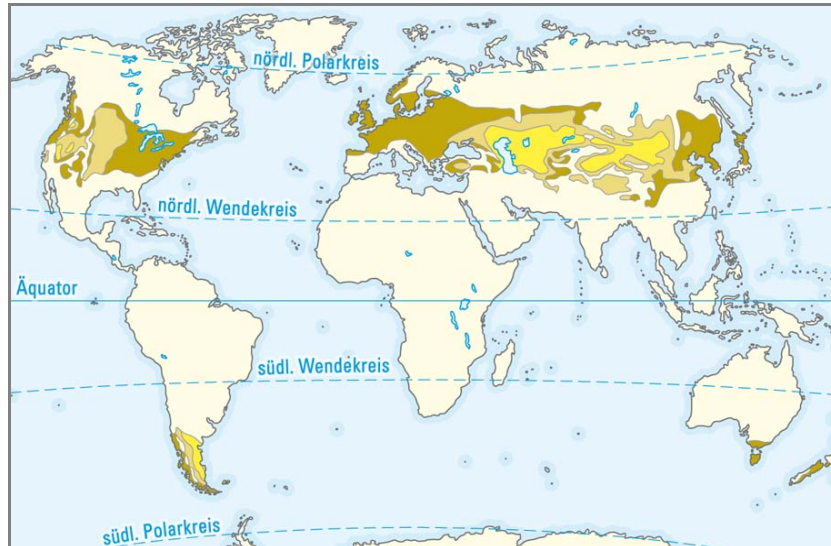 nördl. Polarkreis
nördl. Wendekreis
Äquator
südl. Wendekreis
südl. Polarkreis